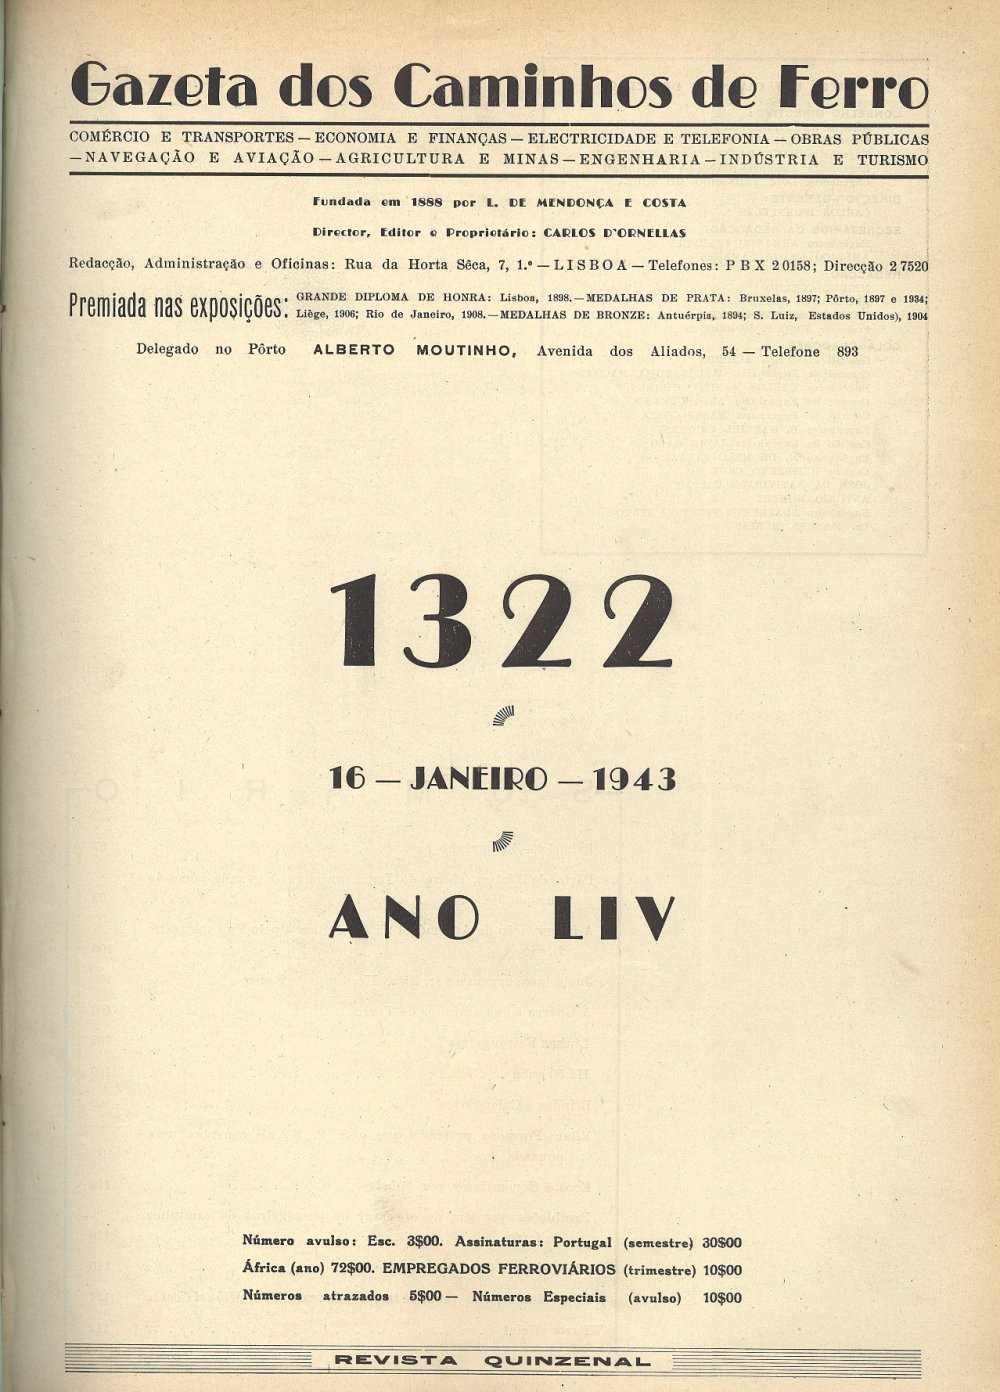 Gazeta dos Caminhos de Ferro
COMÉRCIO E TRANSPORTES — ECONOMIA E FINANÇAS — ELECTRICIDADE E TELEFONIA — OBRAS PÚBLICAS
— NAVEGAÇÃO E AVIAÇÃO — AGRICULTURA E MINAS — ENGENHARIA — INDÚSTRIA E TURISMO
Fundada em 1888 por L. DE MENDONÇA E COSTA
Director, Editor e Proprietário: CARLOS D'ORNELLAS
Redacção, Administração e Oficinas: Rua da Horta Sêca, 7, 1.º — LISBOA — Telefones: PBX 20158; Direcção 27520
Premiada nas exposições: GRANDE DIPLOMA DE HONRA: Lisboa, 1898. — MEDALHAS DE PRATA: Bruxelas, 1897; Pôrto, 1897 e 1934;
Liège, 1906; Rio de Janeiro, 1908. — MEDALHAS DE BRONZE: Antuérpia, 1894; S. Luiz, Estados Unidos), 1904
Delegado no Pôrto ALBERTO MOUTINHO, Avenida dos Aliados, 54 — Telefone 893
1322
16 — JANEIRO — 1943
ANO LIV
Número avulso: Esc. 3$00. Assinaturas: Portugal (semestre) 30$00
África (ano) 72$00. EMPREGADOS FERROVIÁRIOS (trimestre) 10$00
Números atrazados 5$00 — Números Especiais (avulso) 10$00
REVISTA QUINZENAL